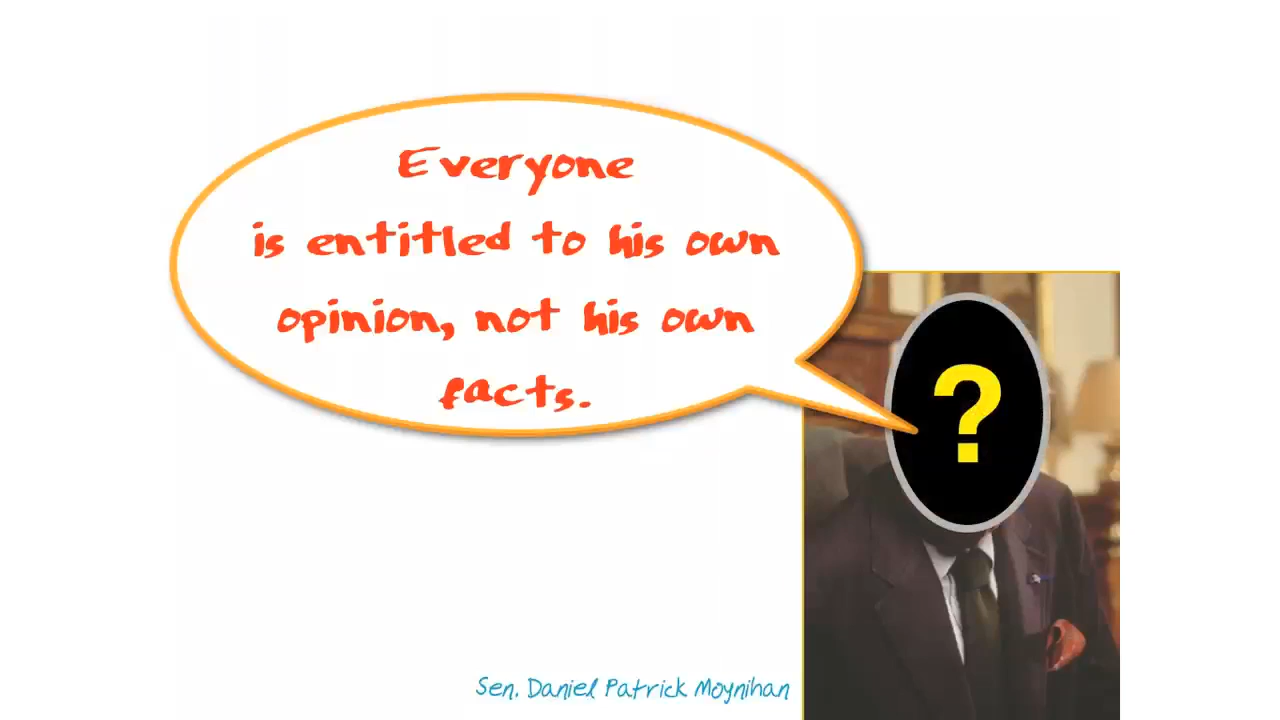 Everyone
is entitled to his own
opinion, not his own
facts.
?
Sen. Daniel Patrick Moynihan